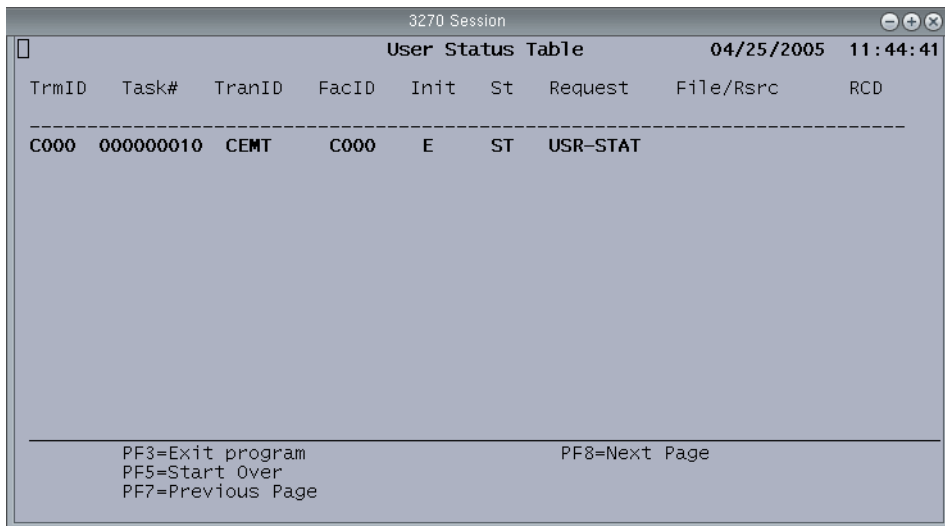 3270 Session
User Status Table 04/25/2005 11:44:41
TrmID Task# TranID FacID Init St Request File/Rsrc RCD
C000 000000010 CEMT C000 E ST USR-STAT
PF3=Exit program PF8=Next Page
PF5=Start Over
PF7=Previous Page